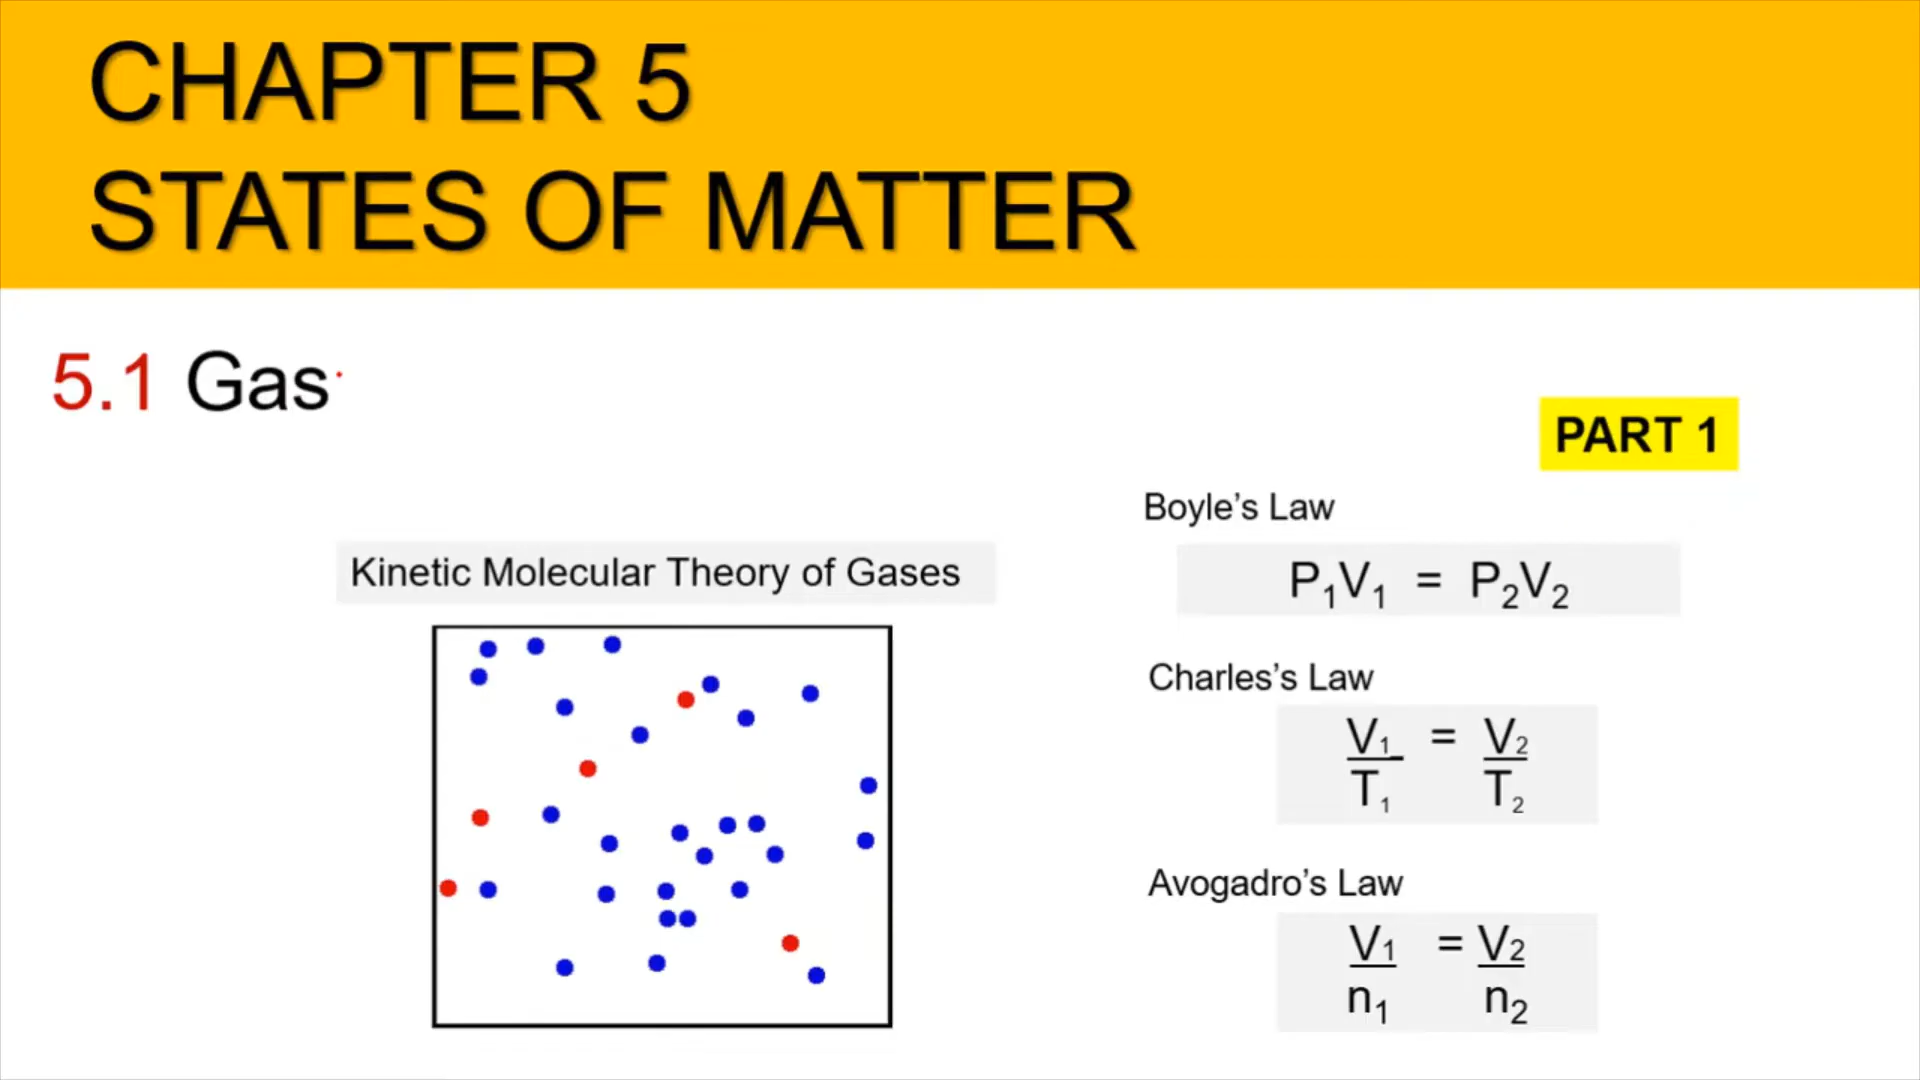 CHAPTER 5
STATES OF MATTER
5.1 Gas
PART 1
Kinetic Molecular Theory of Gases
Boyle’s Law
P₁V₁ = P₂V₂
Charles’s Law
V₁ = V₂
T₁ T₂
Avogadro’s Law
V₁ = V₂
n₁ n₂